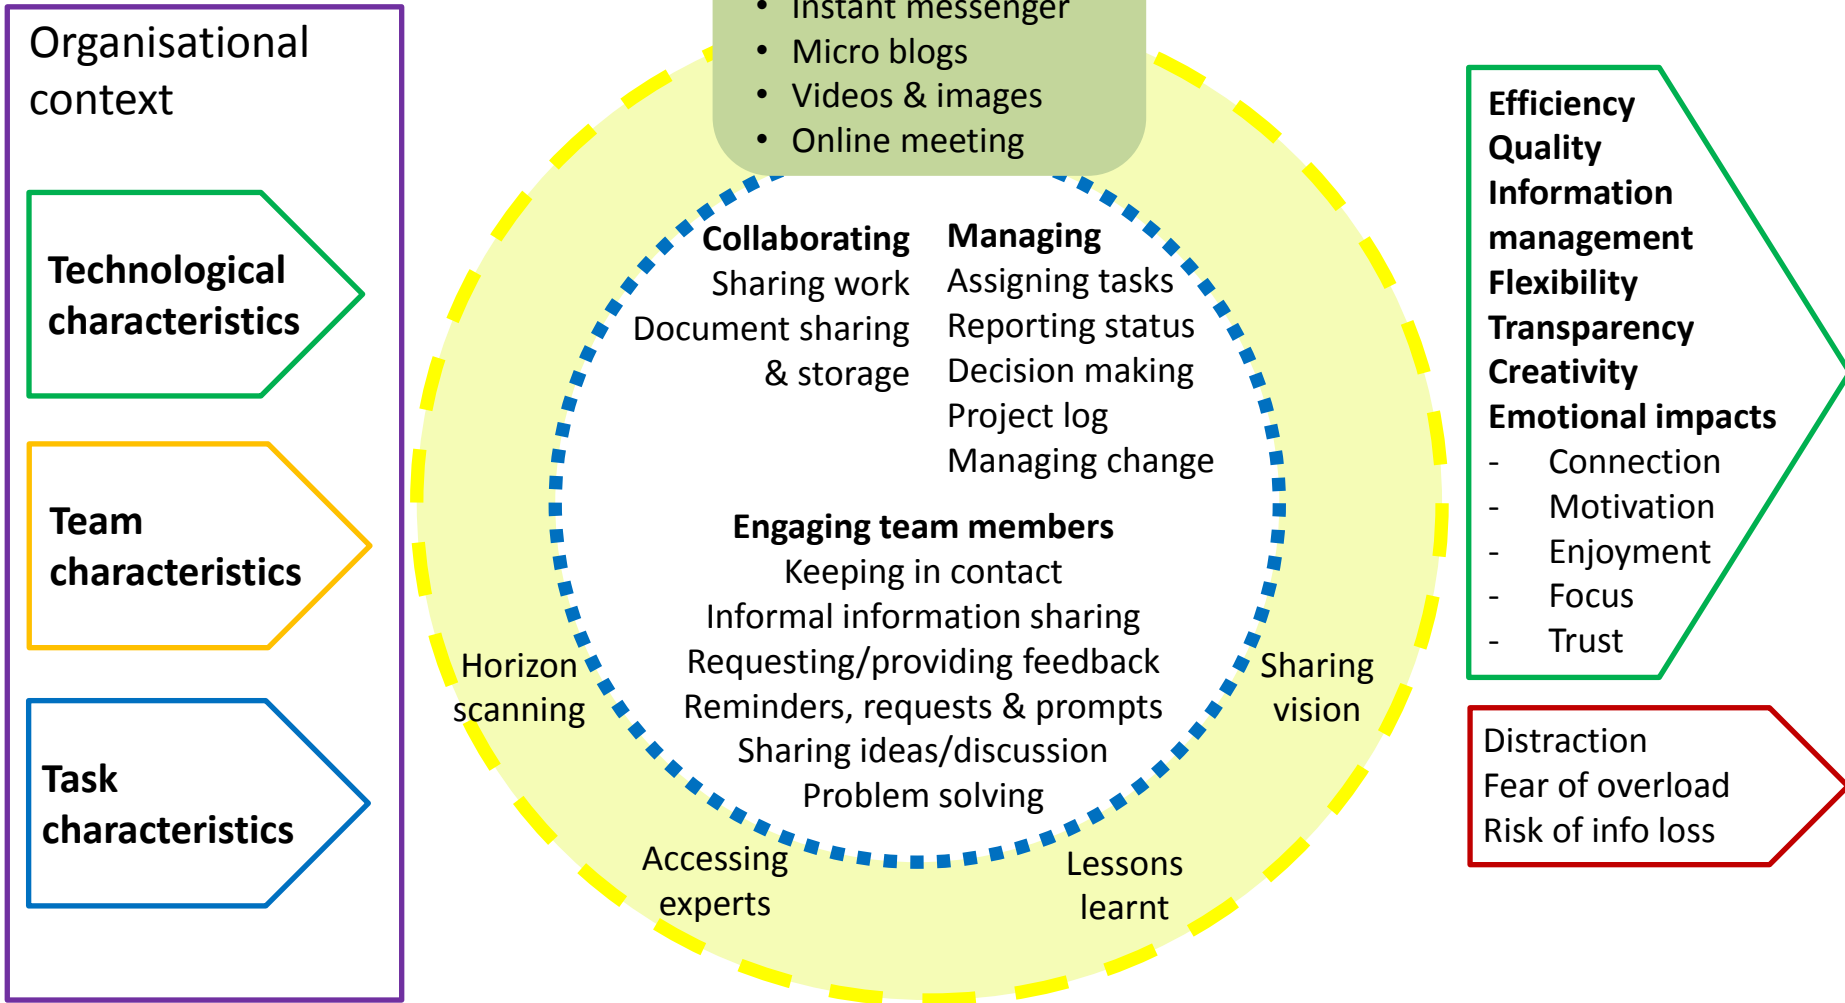 Organisational
context
Technological
characteristics
Team
characteristics
Task
characteristics
• Instant messenger
• Micro blogs
• Videos & images
• Online meeting
Collaborating
Sharing work
Document sharing
& storage
Managing
Assigning tasks
Reporting status
Decision making
Project log
Managing change
Engaging team members
Keeping in contact
Informal information sharing
Requesting/providing feedback
Reminders, requests & prompts
Sharing ideas/discussion
Problem solving
Horizon
scanning
Accessing
experts
Lessons
learnt
Sharing
vision
Efficiency
Quality
Information
management
Flexibility
Transparency
Creativity
Emotional impacts
- Connection
- Motivation
- Enjoyment
- Focus
- Trust
Distraction
Fear of overload
Risk of info loss